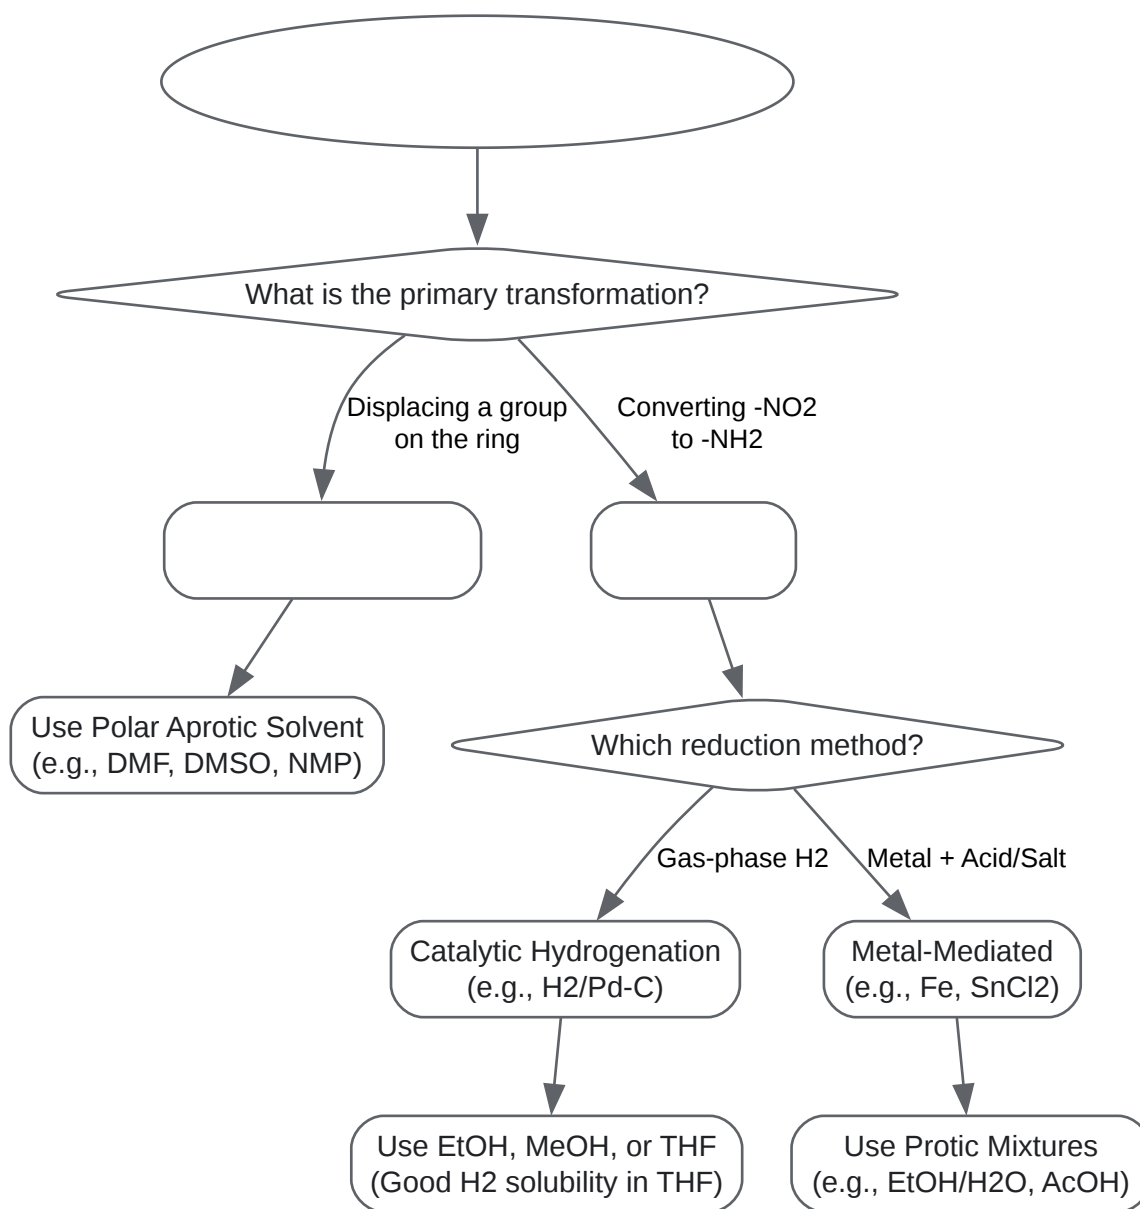 What is the primary transformation?
Displacing a group
on the ring
Converting -NO2
to -NH2
Use Polar Aprotic Solvent
(e.g., DMF, DMSO, NMP)
Which reduction method?
Gas-phase H2
Metal + Acid/Salt
Catalytic Hydrogenation
(e.g., H2/Pd-C)
Metal-Mediated
(e.g., Fe, SnCl2)
Use EtOH, MeOH, or THF
(Good H2 solubility in THF)
Use Protic Mixtures
(e.g., EtOH/H2O, AcOH)